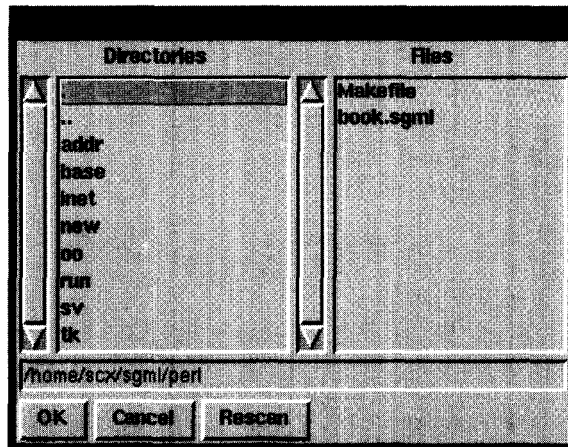 Directories
Files
.
..
addr
base
inet
new
oo
run
sv
tk
Makefile
book.sgml
/home/scx/sgml/perl
OK
Cancel
Rescan